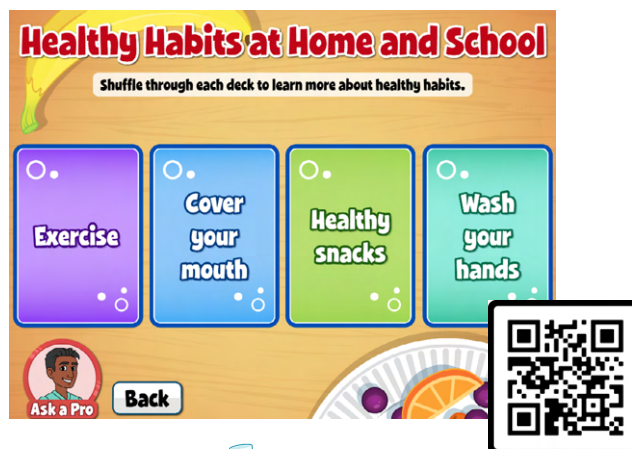 Healthy Habits at Home and School
Shuffle through each deck to learn more about healthy habits.
Exercise
Cover
your
mouth
Healthy
snacks
Wash
your
hands
Ask a Pro
Back